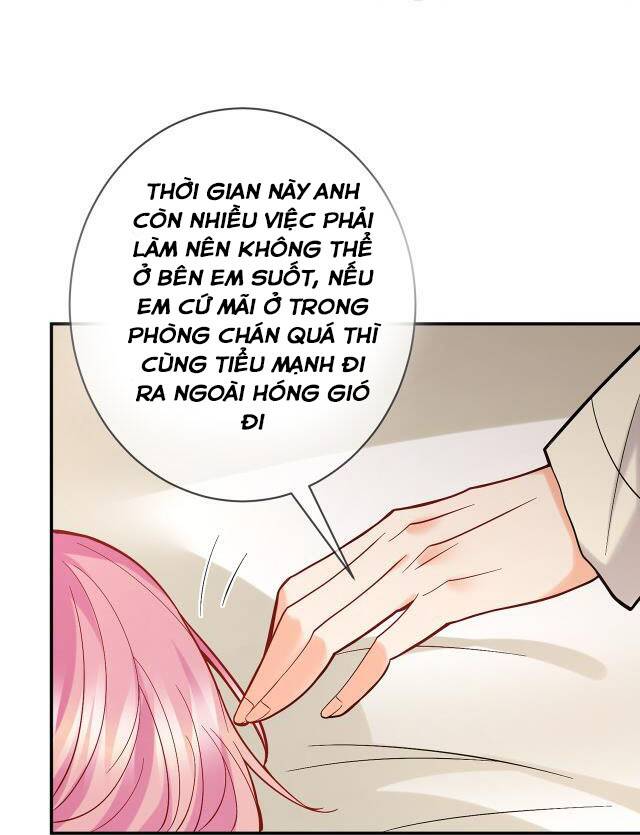 THỜI GIAN NÀY ANH
CÒN NHIỀU VIỆC PHẢI
LÀM NÊN KHÔNG THỂ
Ở BÊN EM SUỐT, NẾU
EM CỨ MÃI Ở TRONG
PHÒNG CHÁN QUÁ THÌ
CÙNG TIỂU MẠNH ĐI
RA NGOÀI HÓNG GIÓ
ĐI